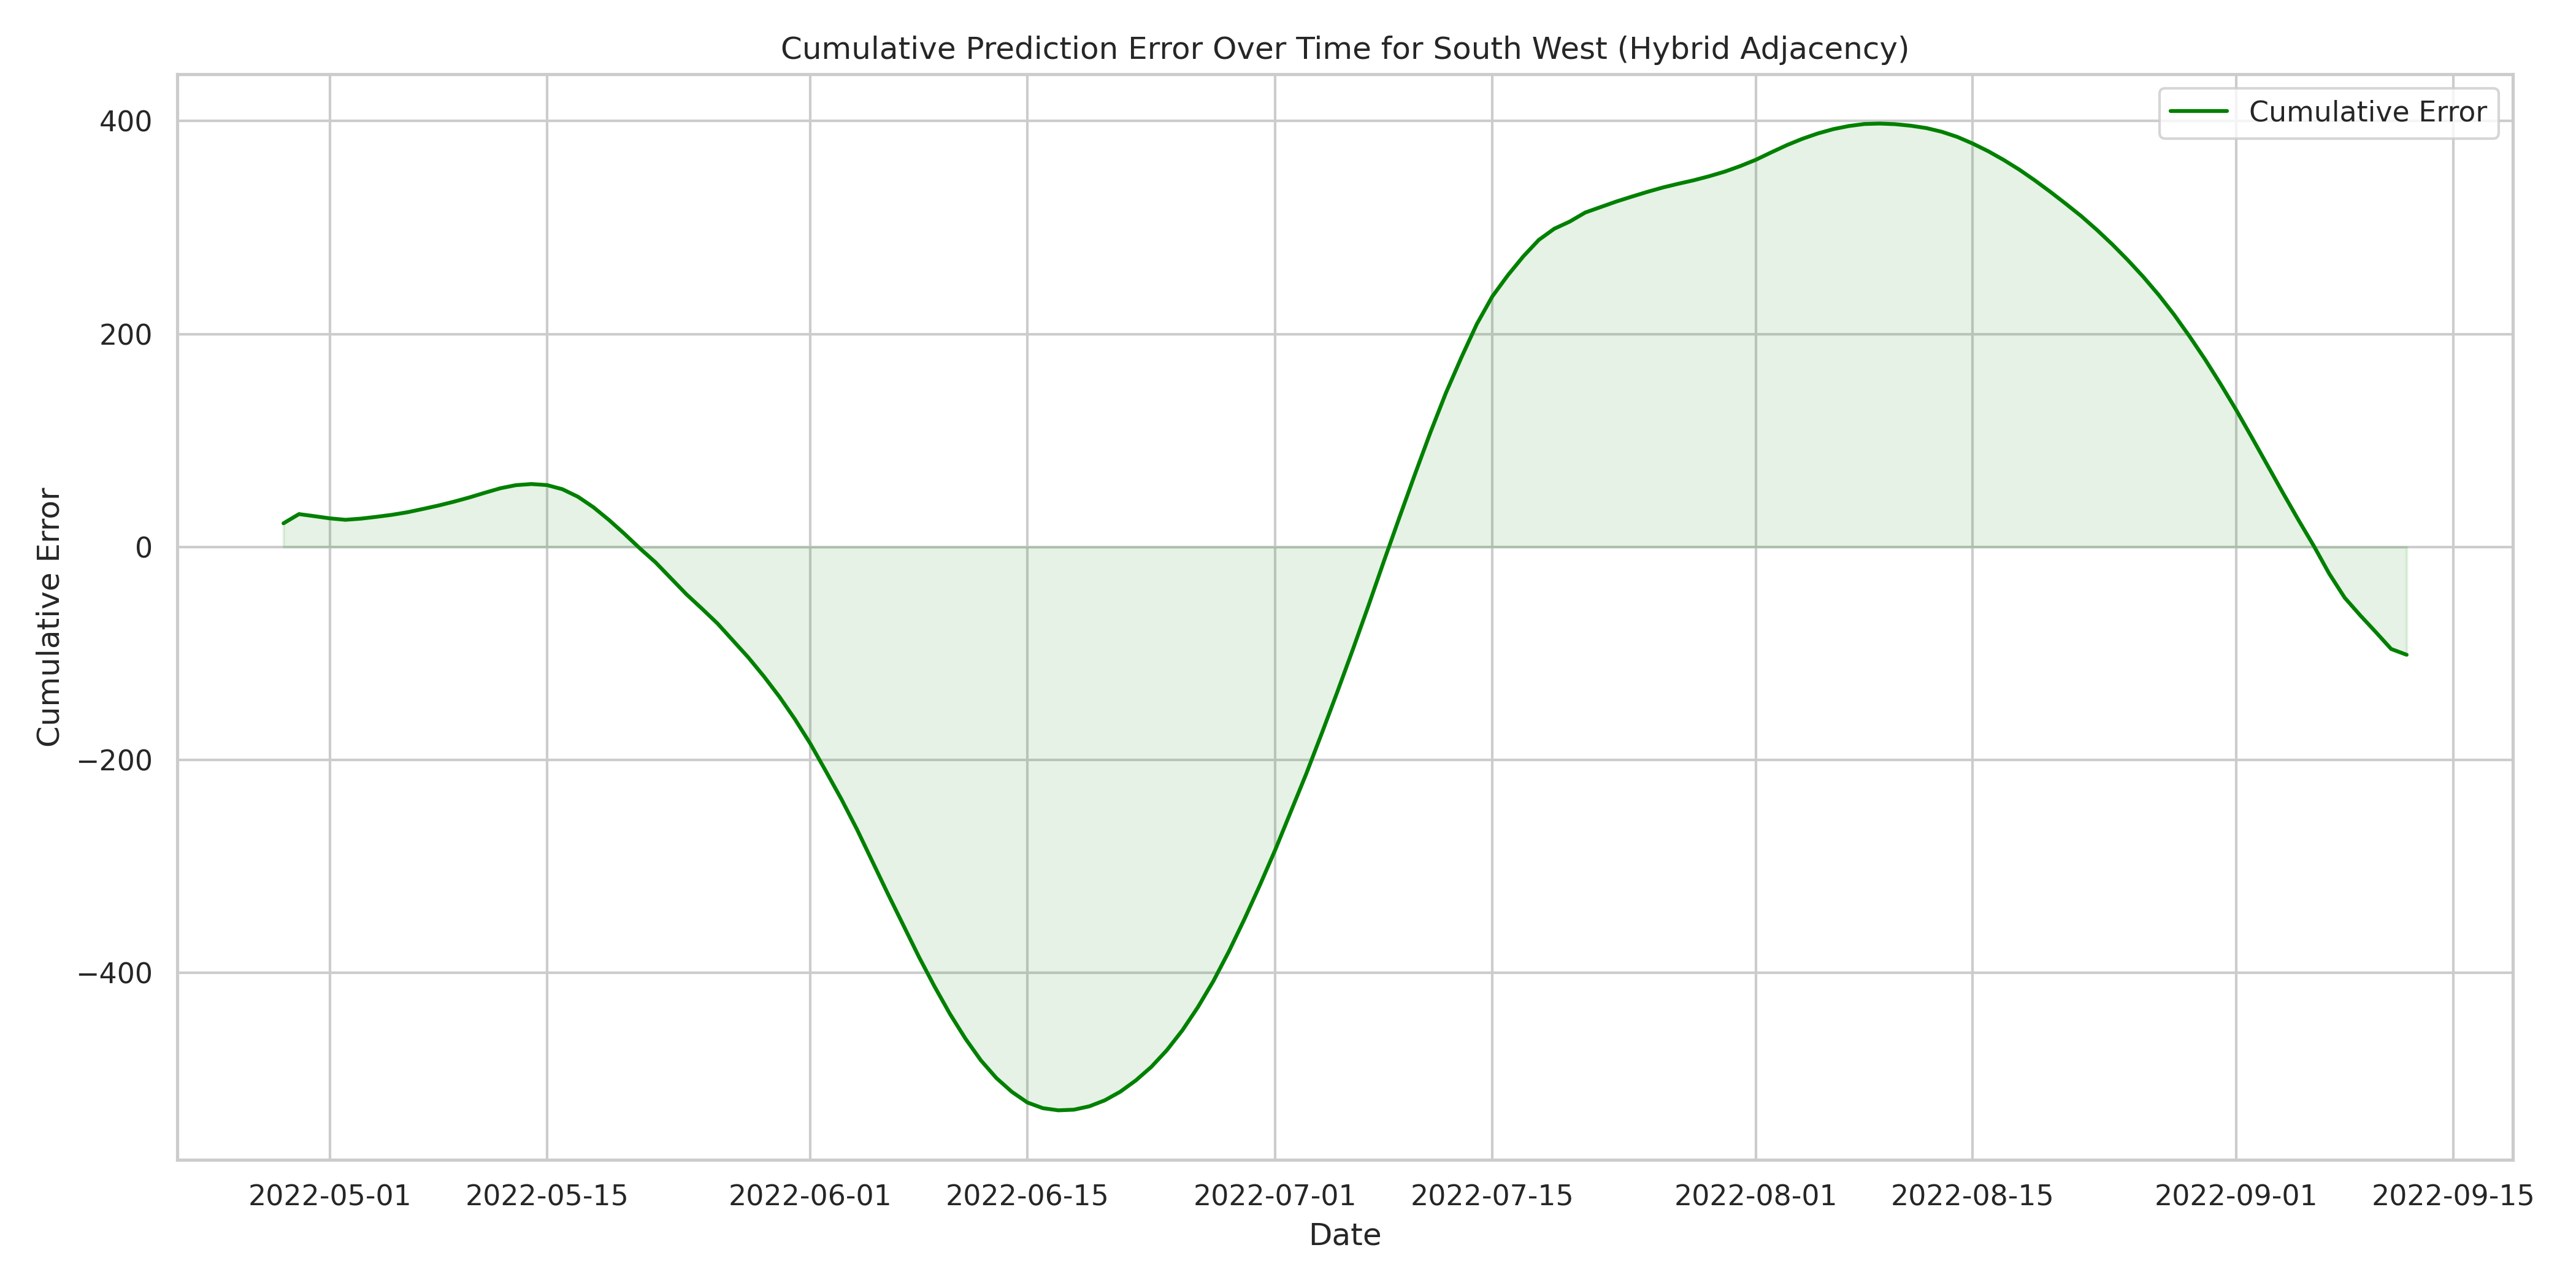 Cumulative Prediction Error Over Time for South West (Hybrid Adjacency)
Cumulative Error
400
200
0
−200
−400
Cumulative Error
2022-05-01 2022-05-15 2022-06-01 2022-06-15 2022-07-01 2022-07-15 2022-08-01 2022-08-15 2022-09-01 2022-09-15
Date